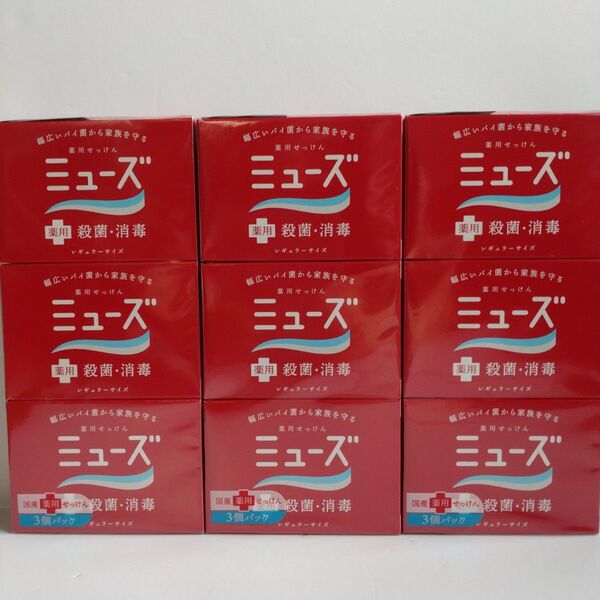 幅広いバイ菌から家族を守る
薬用せっけん
ミューズ
薬用 殺菌・消毒
レギュラーサイズ
幅広いバイ菌から家族を守る
薬用せっけん
ミューズ
薬用 殺菌・消毒
レギュラーサイズ
幅広いバイ菌から家族を守る
薬用せっけん
ミューズ
薬用 殺菌・消毒
レギュラーサイズ
幅広いバイ菌から家族を守る
薬用せっけん
ミューズ
薬用 殺菌・消毒
レギュラーサイズ
幅広いバイ菌から家族を守る
薬用せっけん
ミューズ
薬用 殺菌・消毒
レギュラーサイズ
幅広いバイ菌から家族を守る
薬用せっけん
ミューズ
薬用 殺菌・消毒
レギュラーサイズ
幅広いバイ菌から家族を守る
薬用せっけん
ミューズ
殺菌・消毒
国産 薬用 せっけん
3個パック
レギュラーサイズ
幅広いバイ菌から家族を守る
薬用せっけん
ミューズ
殺菌・消毒
国産 薬用 せっけん
3個パック
レギュラーサイズ
幅広いバイ菌から家族を守る
薬用せっけん
ミューズ
殺菌・消毒
国産 薬用 せっけん
3個パック
レギュラーサイズ